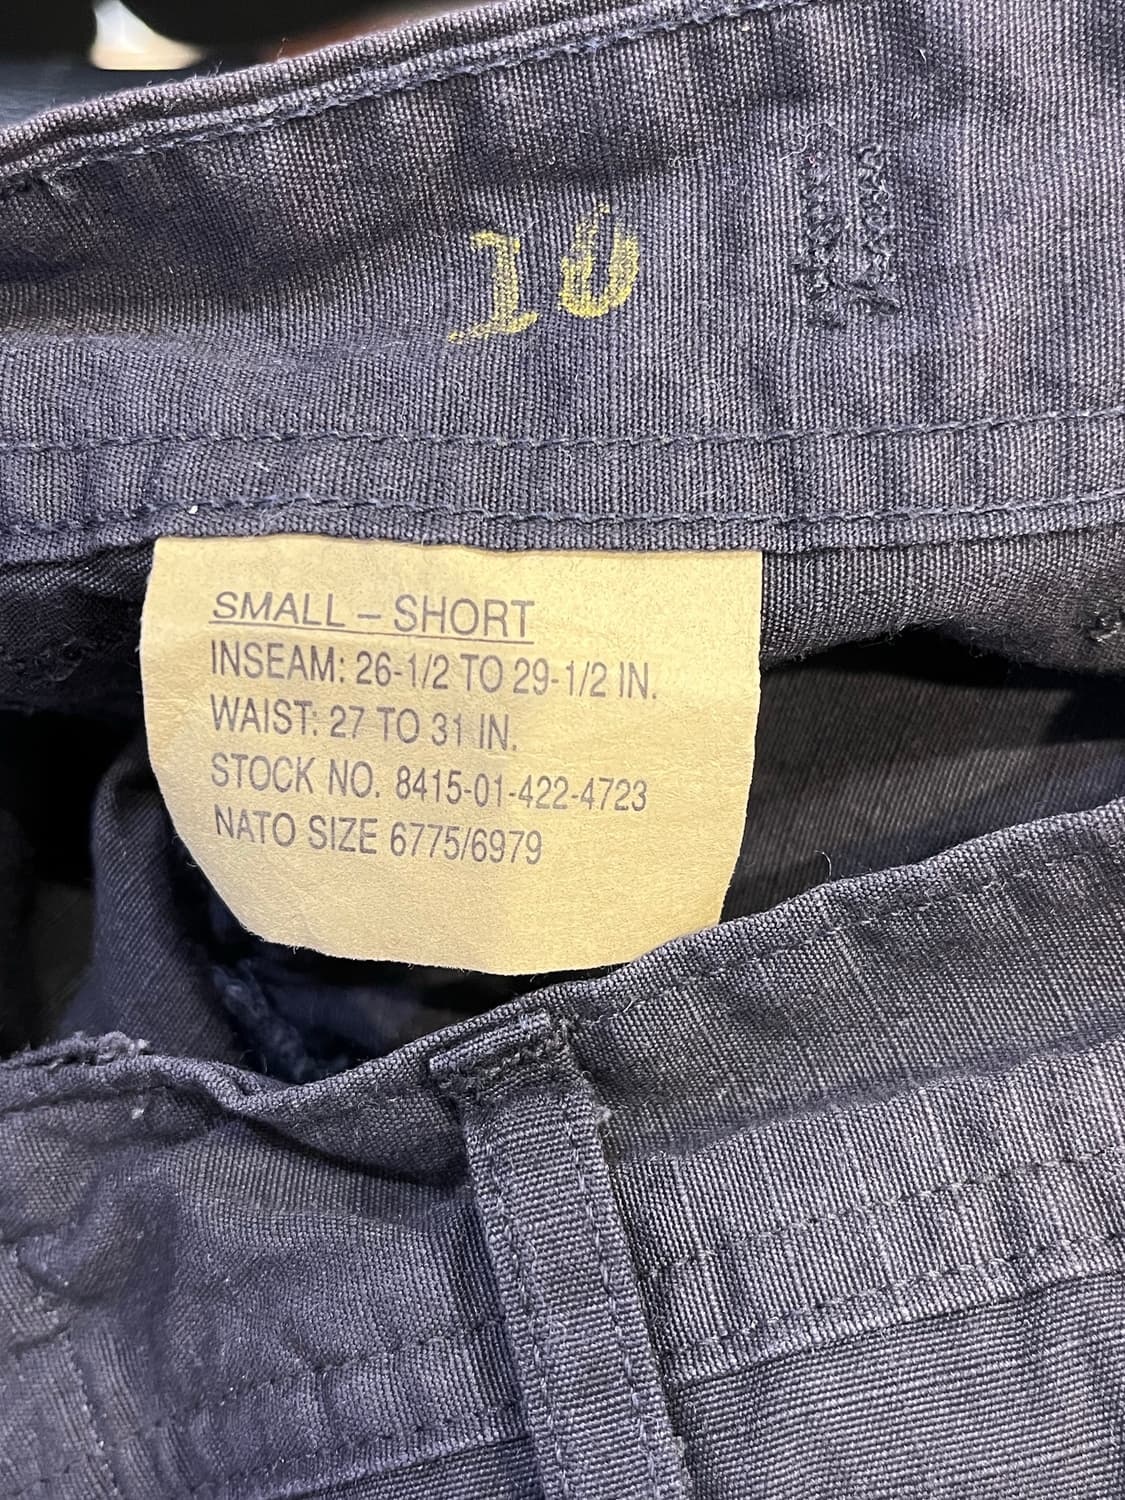 10
SMALL – SHORT
INSEAM: 26-1/2 TO 29-1/2 IN.
WAIST: 27 TO 31 IN.
STOCK NO. 8415-01-422-4723
NATO SIZE 6775/6979